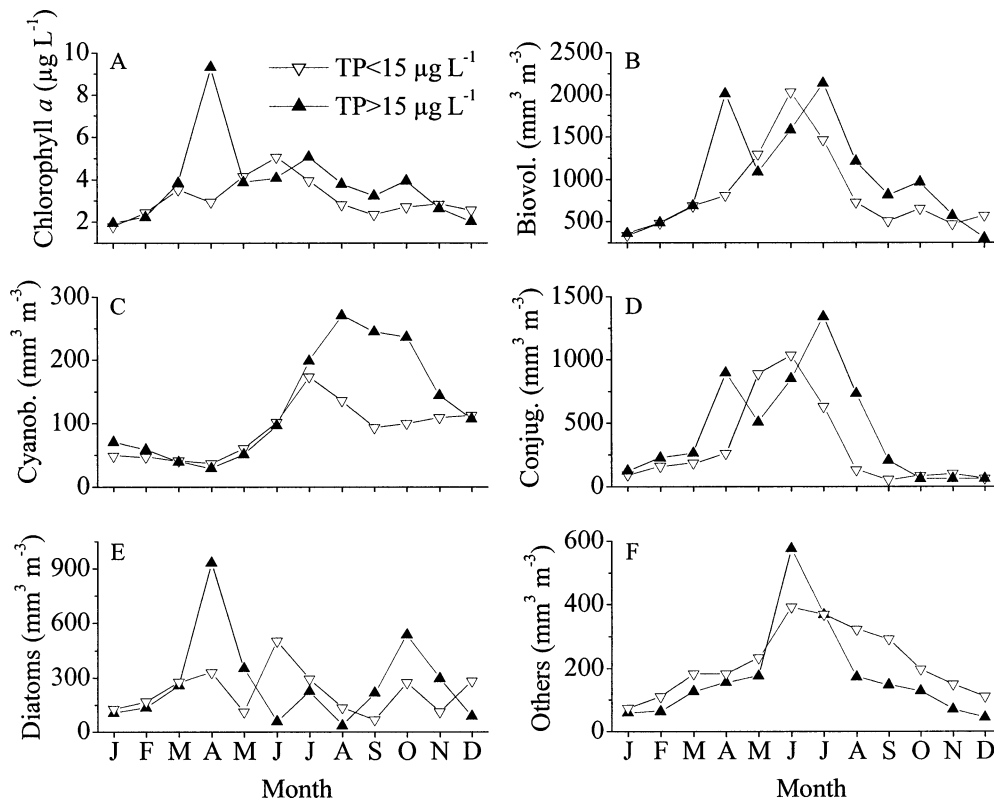 A
Chlorophyll a (µg L-1)
10
8
6
4
2
TP<15 µg L-1
TP>15 µg L-1
B
Biovol. (mm3 m-3)
2500
2000
1500
1000
500
C
Cyanob. (mm3 m-3)
300
200
100
0
D
Conjug. (mm3 m-3)
1500
1000
500
0
E
Diatoms (mm3 m-3)
900
600
300
0
J F M A M J J A S O N D
Month
F
Others (mm3 m-3)
600
400
200
0
J F M A M J J A S O N D
Month